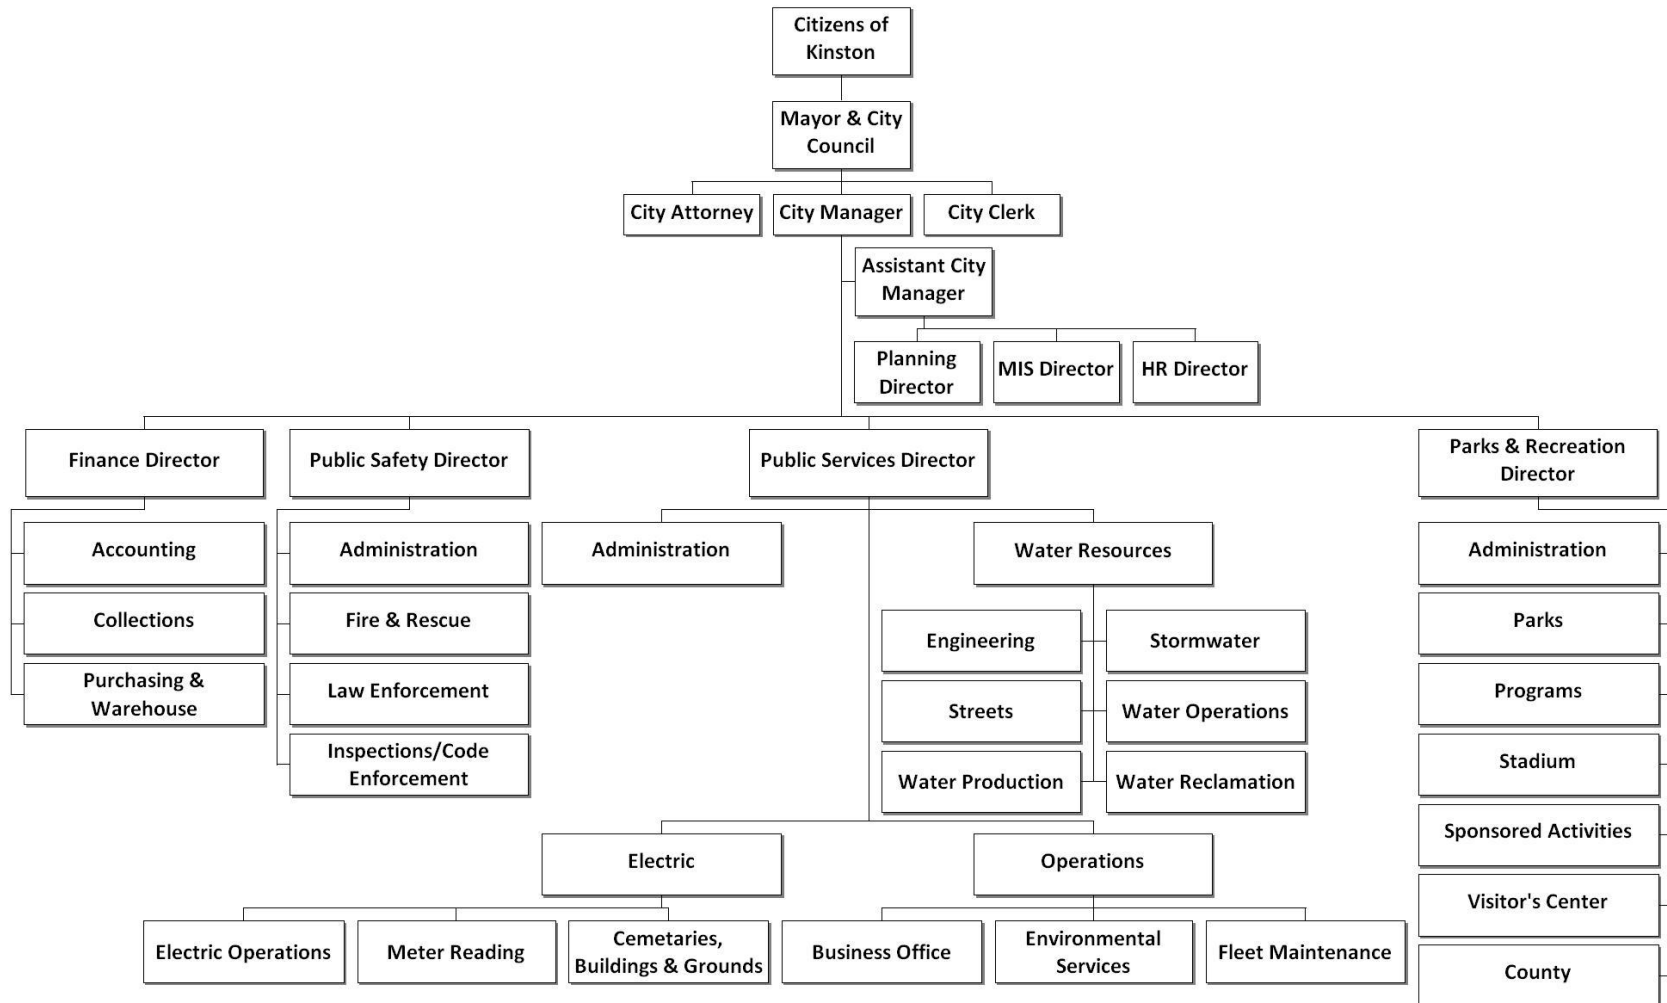 Citizens of
Kinston
Mayor & City
Council
City Attorney
City Manager
City Clerk
Assistant City
Manager
Planning
Director
MIS Director
HR Director
Finance Director
Public Safety Director
Public Services Director
Parks & Recreation
Director
Accounting
Collections
Purchasing &
Warehouse
Administration
Fire & Rescue
Law Enforcement
Inspections/Code
Enforcement
Administration
Water Resources
Engineering
Stormwater
Streets
Water Operations
Water Production
Water Reclamation
Electric
Operations
Electric Operations
Meter Reading
Cemetaries,
Buildings & Grounds
Business Office
Environmental
Services
Fleet Maintenance
Administration
Parks
Programs
Stadium
Sponsored Activities
Visitor's Center
County